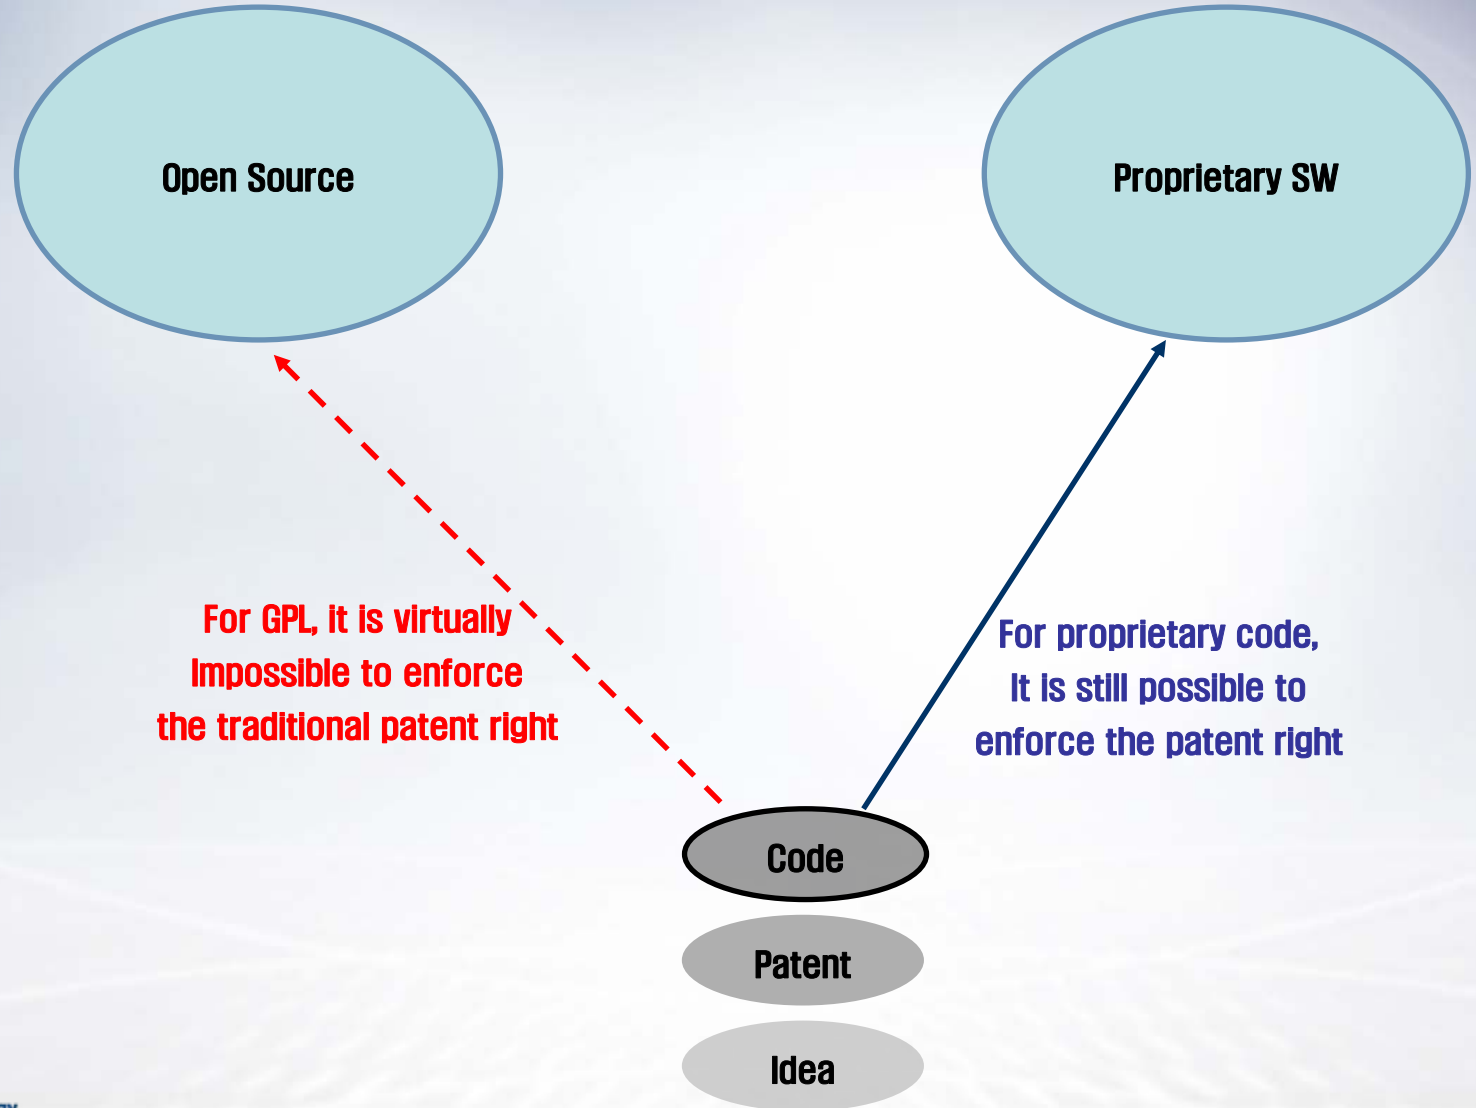 Open Source
Proprietary SW
For GPL, it is virtually
Impossible to enforce
the traditional patent right
For proprietary code,
It is still possible to
enforce the patent right
Code
Patent
Idea